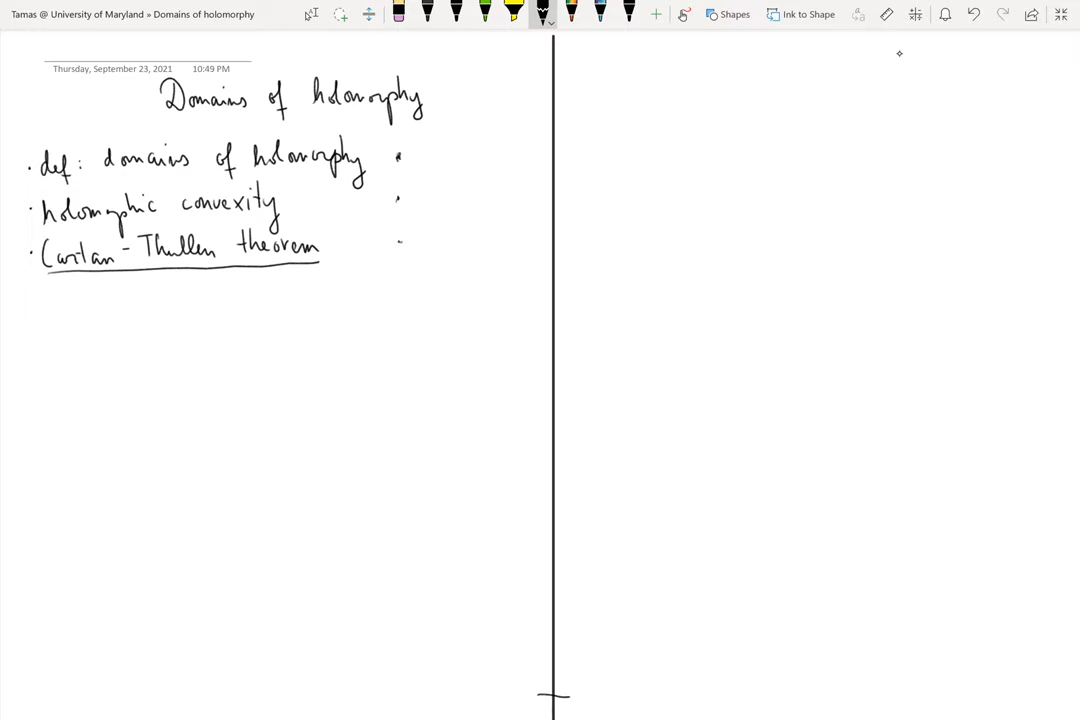 Tamas @ University of Maryland » Domains of holomorphy
Shapes
Ink to Shape
Thursday, September 23, 2021 10:49 PM
Domains of holomorphy
· def: domains of holomorphy
· holomorphic convexity
· Cartan - Thullen theorem